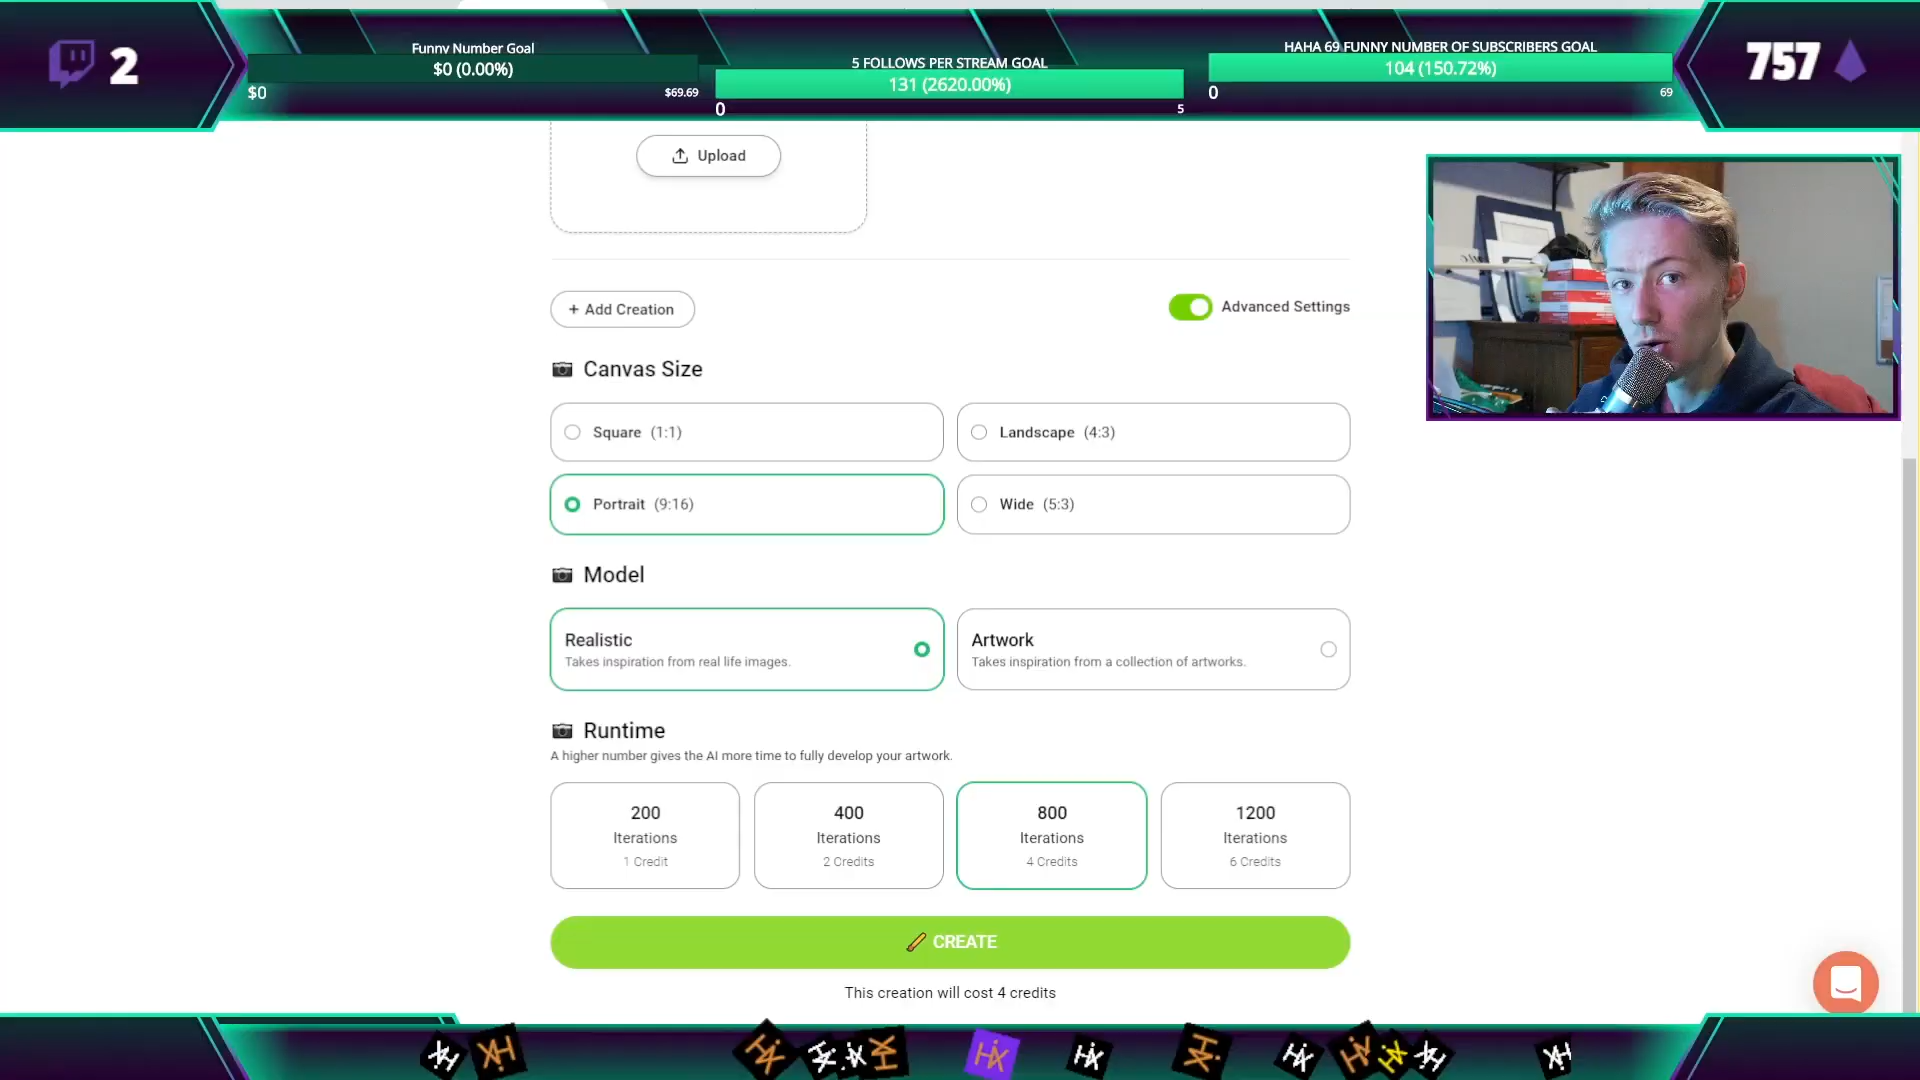 2
Funny Number Goal
$0 (0.00%)
$0
$69.69
5 FOLLOWS PER STREAM GOAL
131 (2620.00%)
0
5
HAHA 69 FUNNY NUMBER OF SUBSCRIBERS GOAL
104 (150.72%)
0
69
757
Upload
+ Add Creation
Advanced Settings
Canvas Size
Square (1:1)
Landscape (4:3)
Portrait (9:16)
Wide (5:3)
Model
Realistic
Takes inspiration from real life images.
Artwork
Takes inspiration from a collection of artworks.
Runtime
A higher number gives the AI more time to fully develop your artwork.
200
Iterations
1 Credit
400
Iterations
2 Credits
800
Iterations
4 Credits
1200
Iterations
6 Credits
CREATE
This creation will cost 4 credits